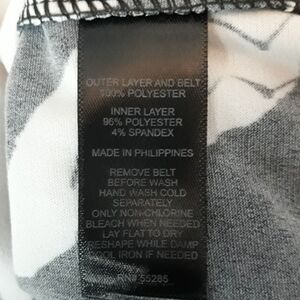 OUTER LAYER AND BELT
100% POLYESTER
INNER LAYER
96% POLYESTER
4% SPANDEX
MADE IN PHILIPPINES
REMOVE BELT
BEFORE WASH
HAND WASH COLD
SEPARATELY
ONLY NON-CHLORINE
BLEACH WHEN NEEDED
LAY FLAT TO DRY
RESHAPE WHILE DAMP
COOL IRON IF NEEDED
RN# 55285